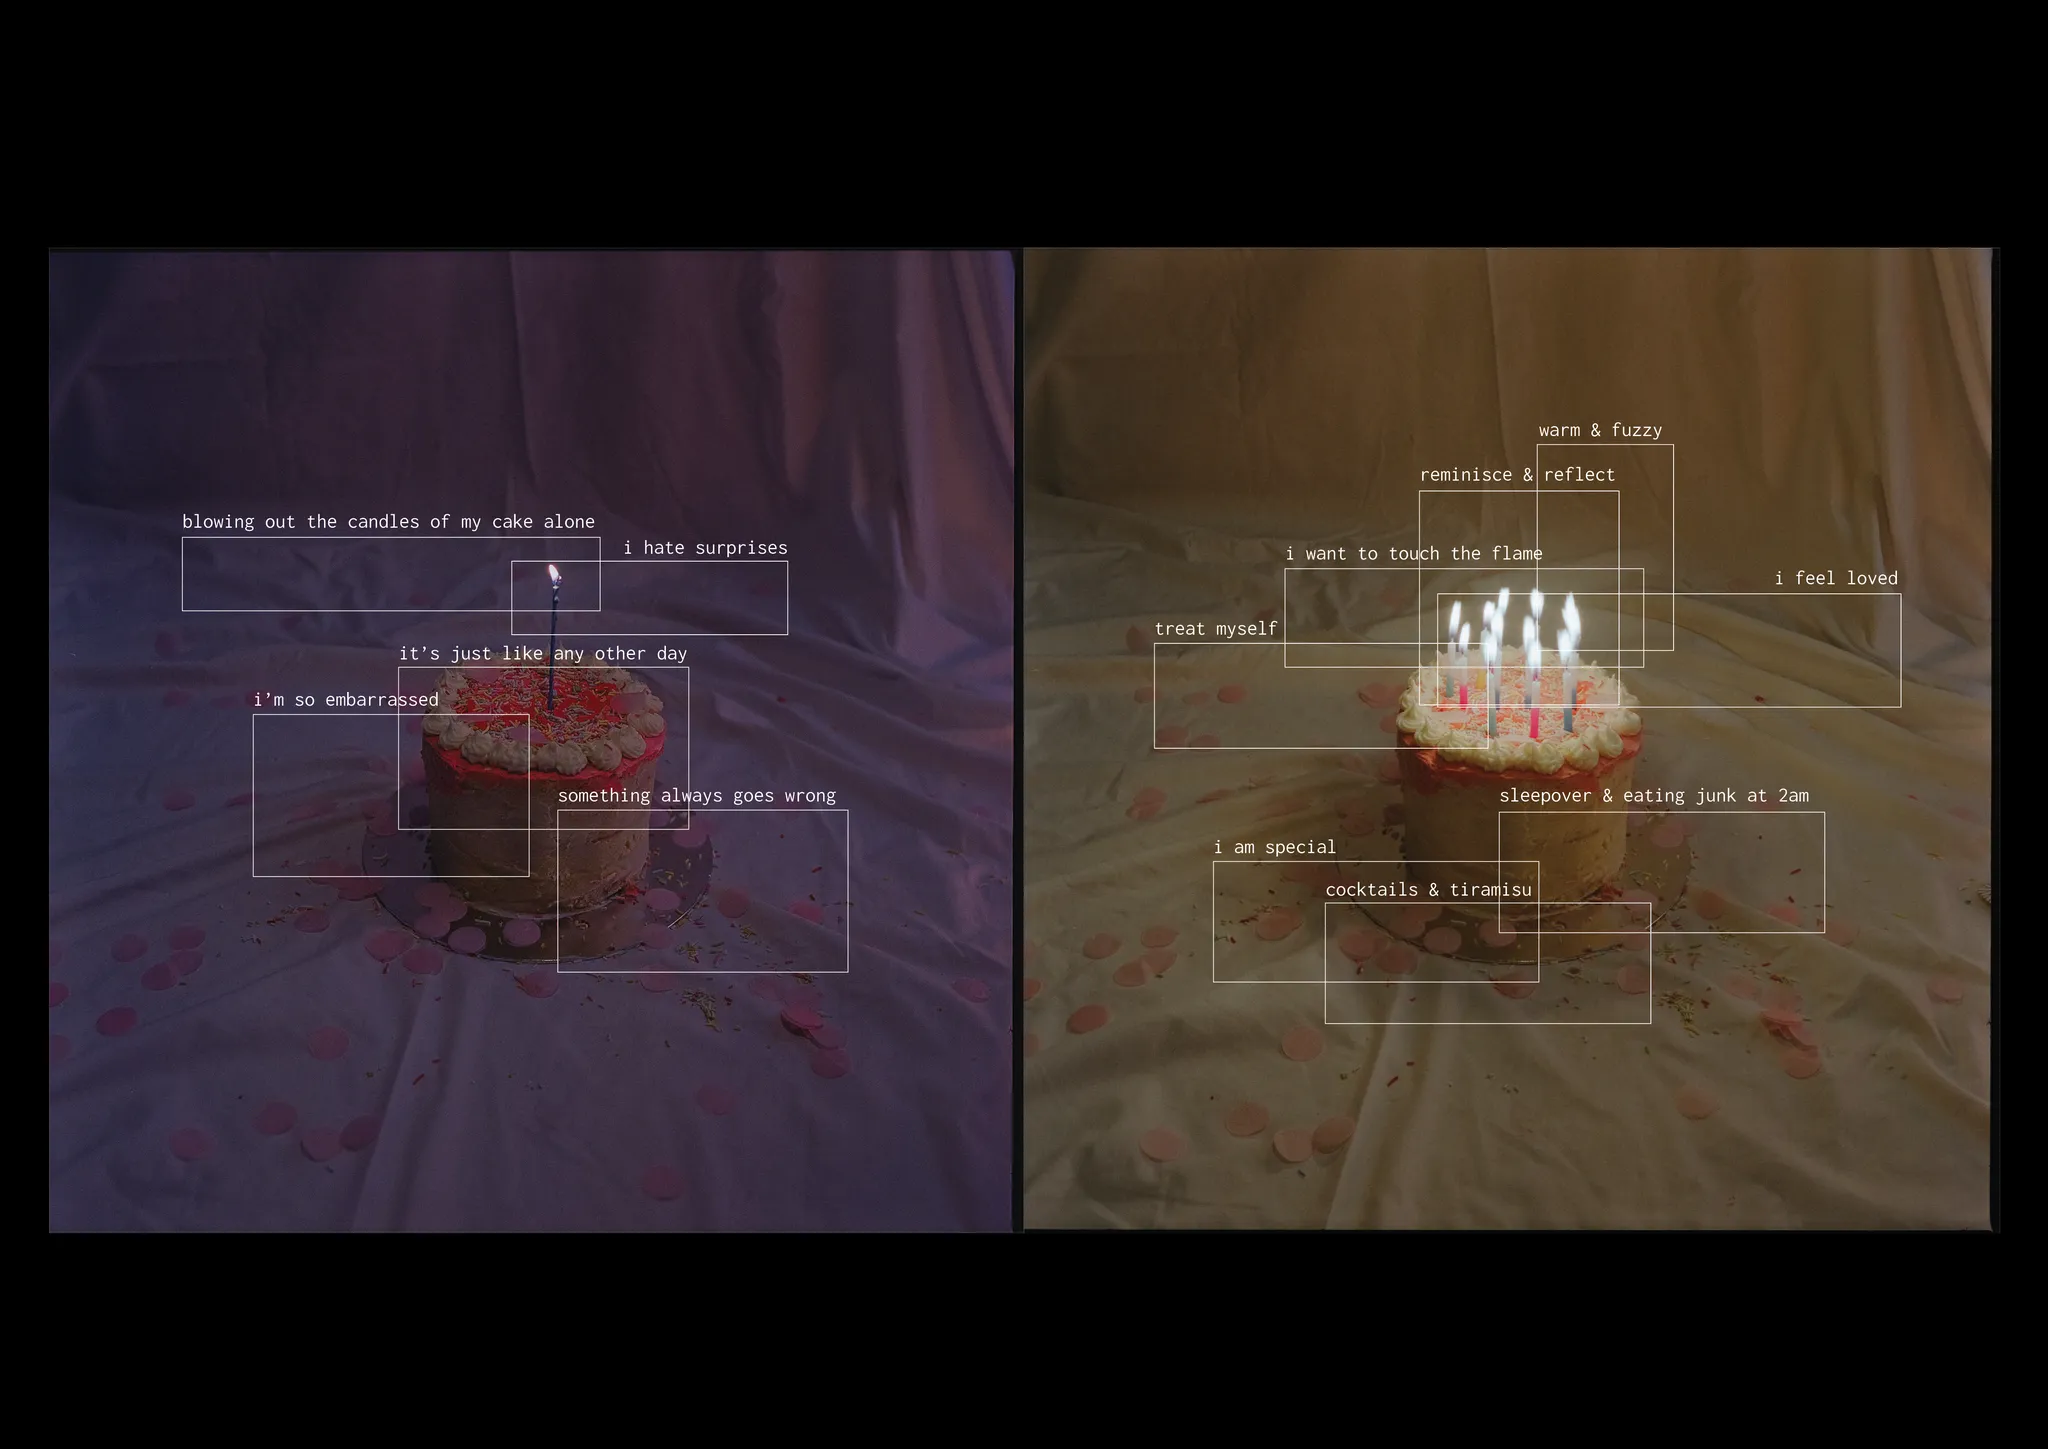 blowing out the candles of my cake alone
i hate surprises
it’s just like any other day
i’m so embarrassed
something always goes wrong
warm & fuzzy
reminisce & reflect
i want to touch the flame
i feel loved
treat myself
sleepover & eating junk at 2am
i am special
cocktails & tiramisu